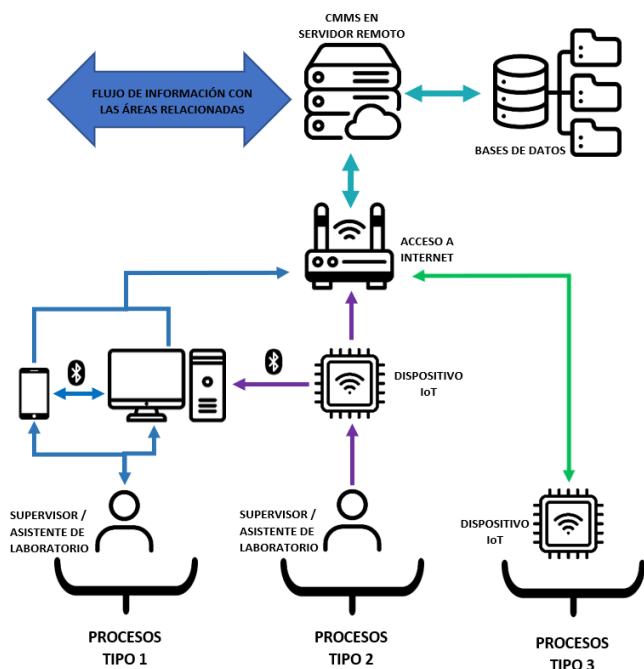 CMMS EN
SERVIDOR REMOTO
FLUJO DE INFORMACIÓN CON
LAS ÁREAS RELACIONADAS
BASES DE DATOS
ACCESO A
INTERNET
DISPOSITIVO
IoT
SUPERVISOR /
ASISTENTE DE
LABORATORIO
SUPERVISOR /
ASISTENTE DE
LABORATORIO
DISPOSITIVO
IoT
PROCESOS
TIPO 1
PROCESOS
TIPO 2
PROCESOS
TIPO 3